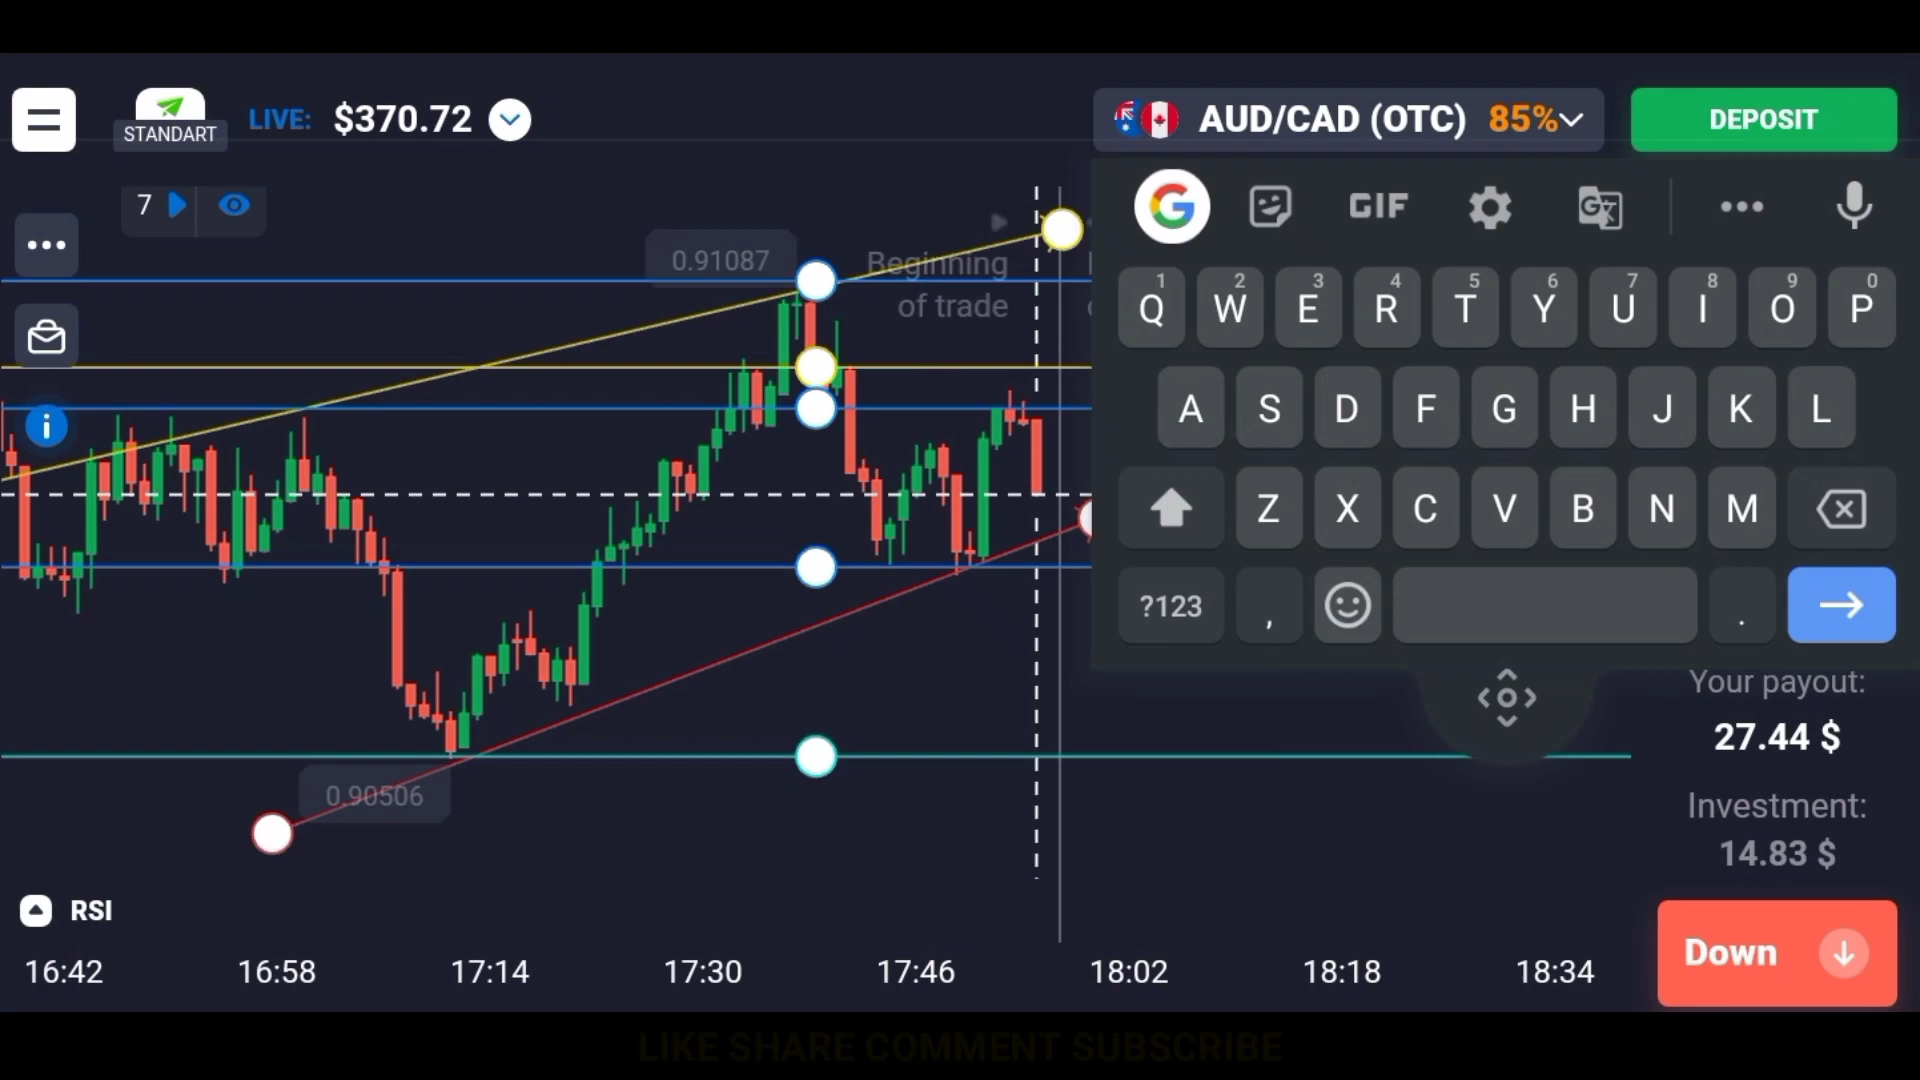 STANDART
LIVE: $370.72
AUD/CAD (OTC) 85%
DEPOSIT
7
GIF
0.91087
Beginning
of trade
1 2 3 4 5 6 7 8 9 0
Q W E R T Y U I O P
A S D F G H J K L
Z X C V B N M
?123 , .
Your payout:
27.44 $
0.90506
Investment:
14.83 $
RSI
Down
16:42 16:58 17:14 17:30 17:46 18:02 18:18 18:34
LIKE SHARE COMMENT SUBSCRIBE